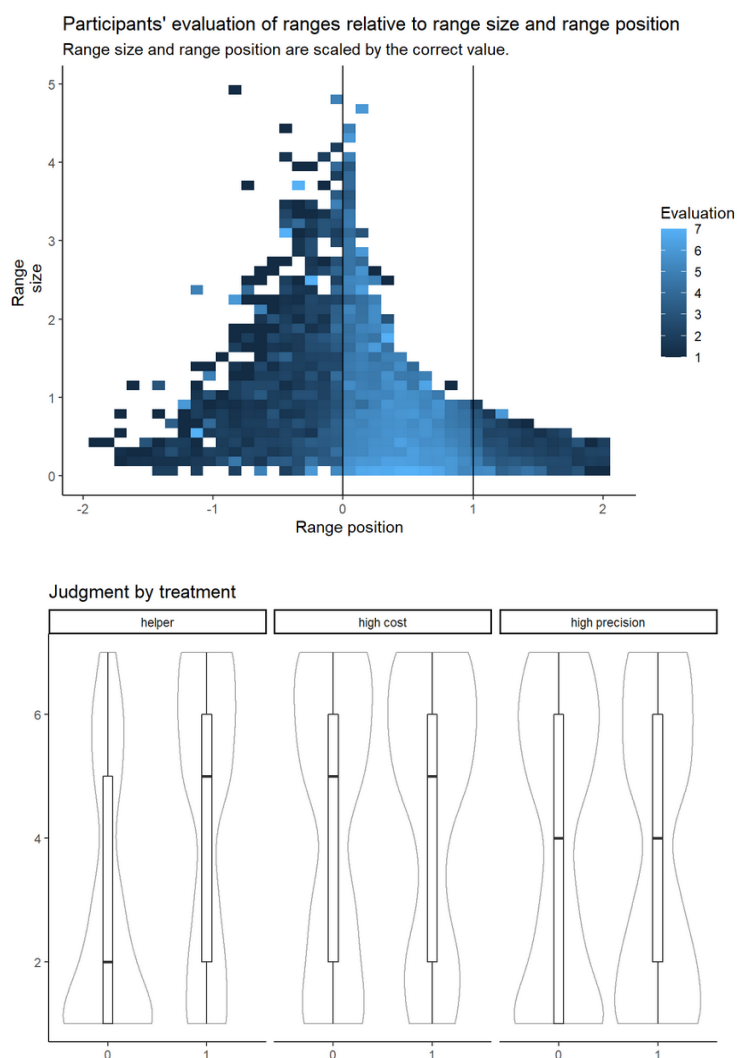 Participants' evaluation of ranges relative to range size and range position
Range size and range position are scaled by the correct value.
5
4
3
2
1
0
Range
size
-2
-1
0
1
2
Range position
Evaluation
7
6
5
4
3
2
1
Judgment by treatment
helper
high cost
high precision
6
4
2
0
1
0
1
0
1